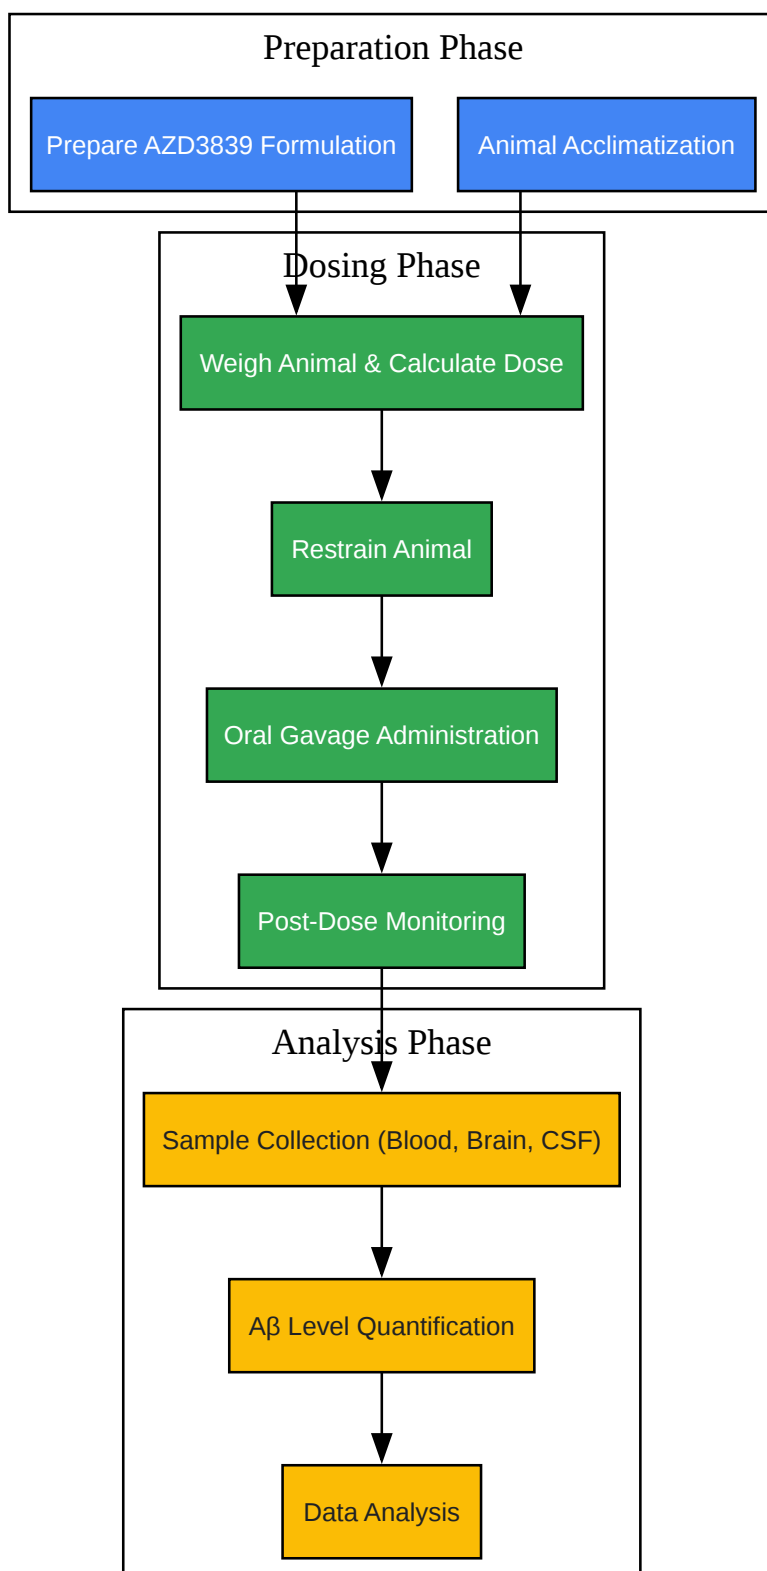 Preparation Phase
Prepare AZD3839 Formulation
Animal Acclimatization
Dosing Phase
Weigh Animal & Calculate Dose
Restrain Animal
Oral Gavage Administration
Post-Dose Monitoring
Analysis Phase
Sample Collection (Blood, Brain, CSF)
Aβ Level Quantification
Data Analysis